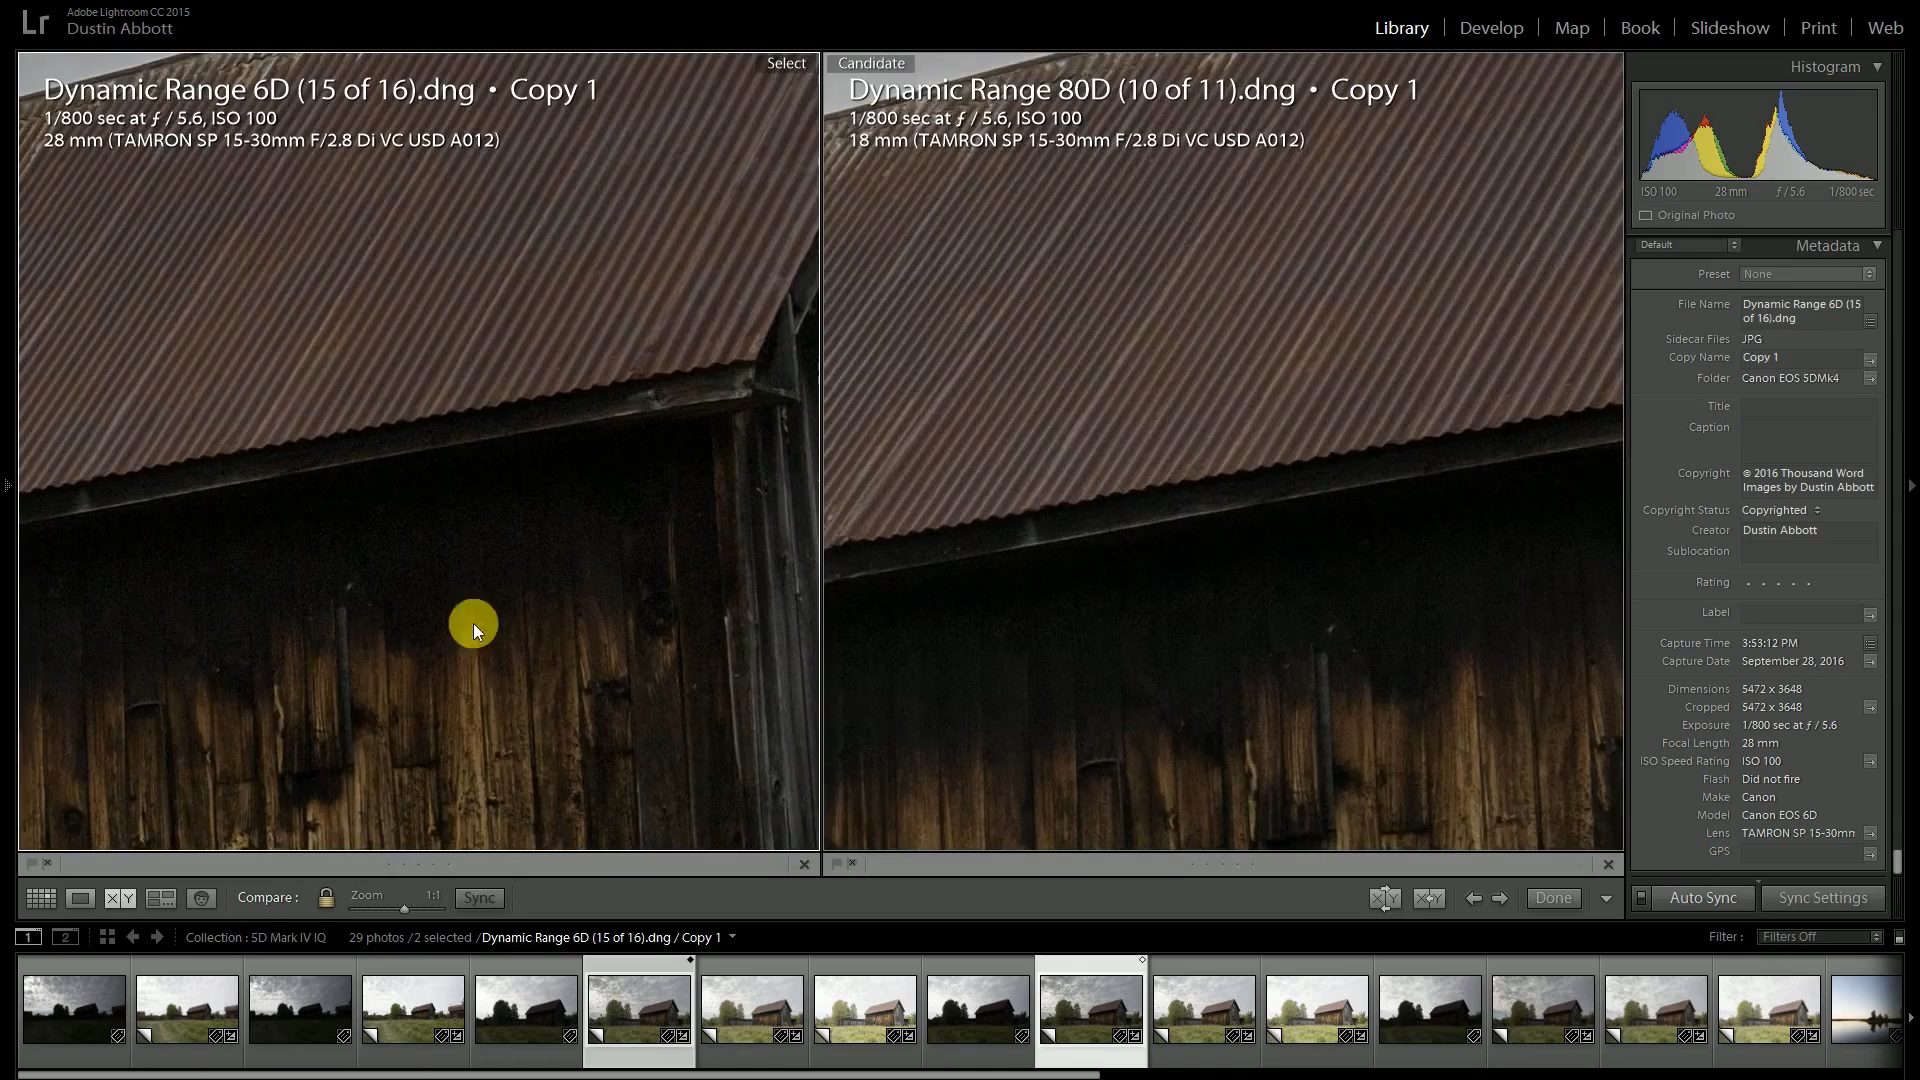 Lr
Adobe Lightroom CC 2015
Dustin Abbott
Library
Develop
Map
Book
Slideshow
Print
Web
Select
Dynamic Range 6D (15 of 16).dng • Copy 1
1/800 sec at ƒ / 5.6, ISO 100
28 mm (TAMRON SP 15-30mm F/2.8 Di VC USD A012)
Candidate
Dynamic Range 80D (10 of 11).dng • Copy 1
1/800 sec at ƒ / 5.6, ISO 100
18 mm (TAMRON SP 15-30mm F/2.8 Di VC USD A012)
Histogram
ISO 100 28 mm ƒ / 5.6 1/800 sec
Original Photo
Default Metadata
Preset None
File Name Dynamic Range 6D (15
of 16).dng
Sidecar Files JPG
Copy Name Copy 1
Folder Canon EOS 5DMk4
Title
Caption
Copyright © 2016 Thousand Word
Images by Dustin Abbott
Copyright Status Copyrighted
Creator Dustin Abbott
Sublocation
Rating
Label
Capture Time 3:53:12 PM
Capture Date September 28, 2016
Dimensions 5472 x 3648
Cropped 5472 x 3648
Exposure 1/800 sec at ƒ / 5.6
Focal Length 28 mm
ISO Speed Rating ISO 100
Flash Did not fire
Make Canon
Model Canon EOS 6D
Lens TAMRON SP 15-30mm
GPS
XY Compare : Zoom 1:1 Sync
Done
Auto Sync Sync Settings
1 2 Collection : 5D Mark IV IQ 29 photos /2 selected /Dynamic Range 6D (15 of 16).dng / Copy 1
Filter : Filters Off